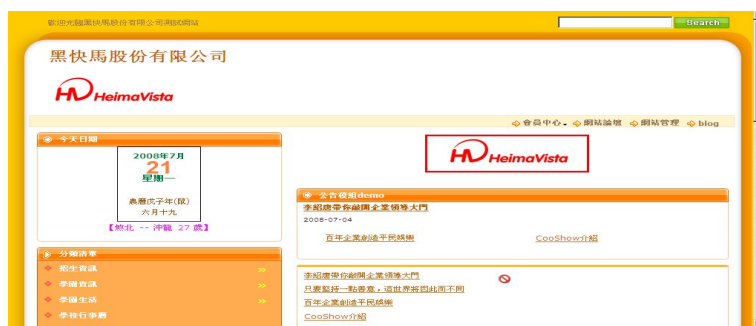 歡迎光臨黑快馬股份有限公司測試網站
Search
黑快馬股份有限公司
HeimaVista
會員中心 網站論壇 網站管理 blog
今天日期
2008年7月
21
星期一
農曆戊子年(鼠)
六月十九
【煞北 -- 沖龍 27 歲】
HeimaVista
公告模組demo
李紹唐帶你敲開企業領導大門
2008-07-04
百年企業創造平民娛樂
CooShow介紹
分類清單
招生資訊
學園資訊
學園生活
學校行事曆
李紹唐帶你敲開企業領導大門
只要堅持一點善意，這世界將因此而不同
百年企業創造平民娛樂
CooShow介紹